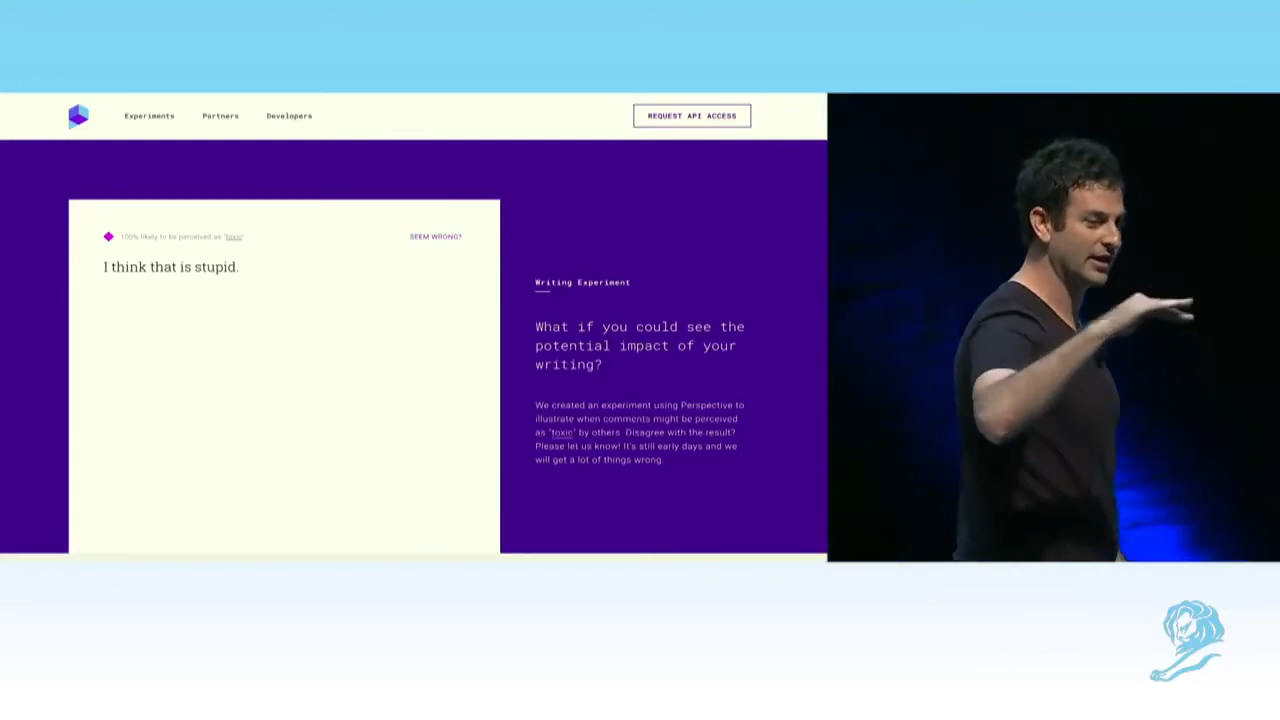 Experiments Partners Developers REQUEST API ACCESS
100% likely to be perceived as "toxic" SEEM WRONG?
I think that is stupid.
Writing Experiment
What if you could see the
potential impact of your
writing?
We created an experiment using Perspective to
illustrate when comments might be perceived
as "toxic" by others. Disagree with the result?
Please let us know! It's still early days and we
will get a lot of things wrong.